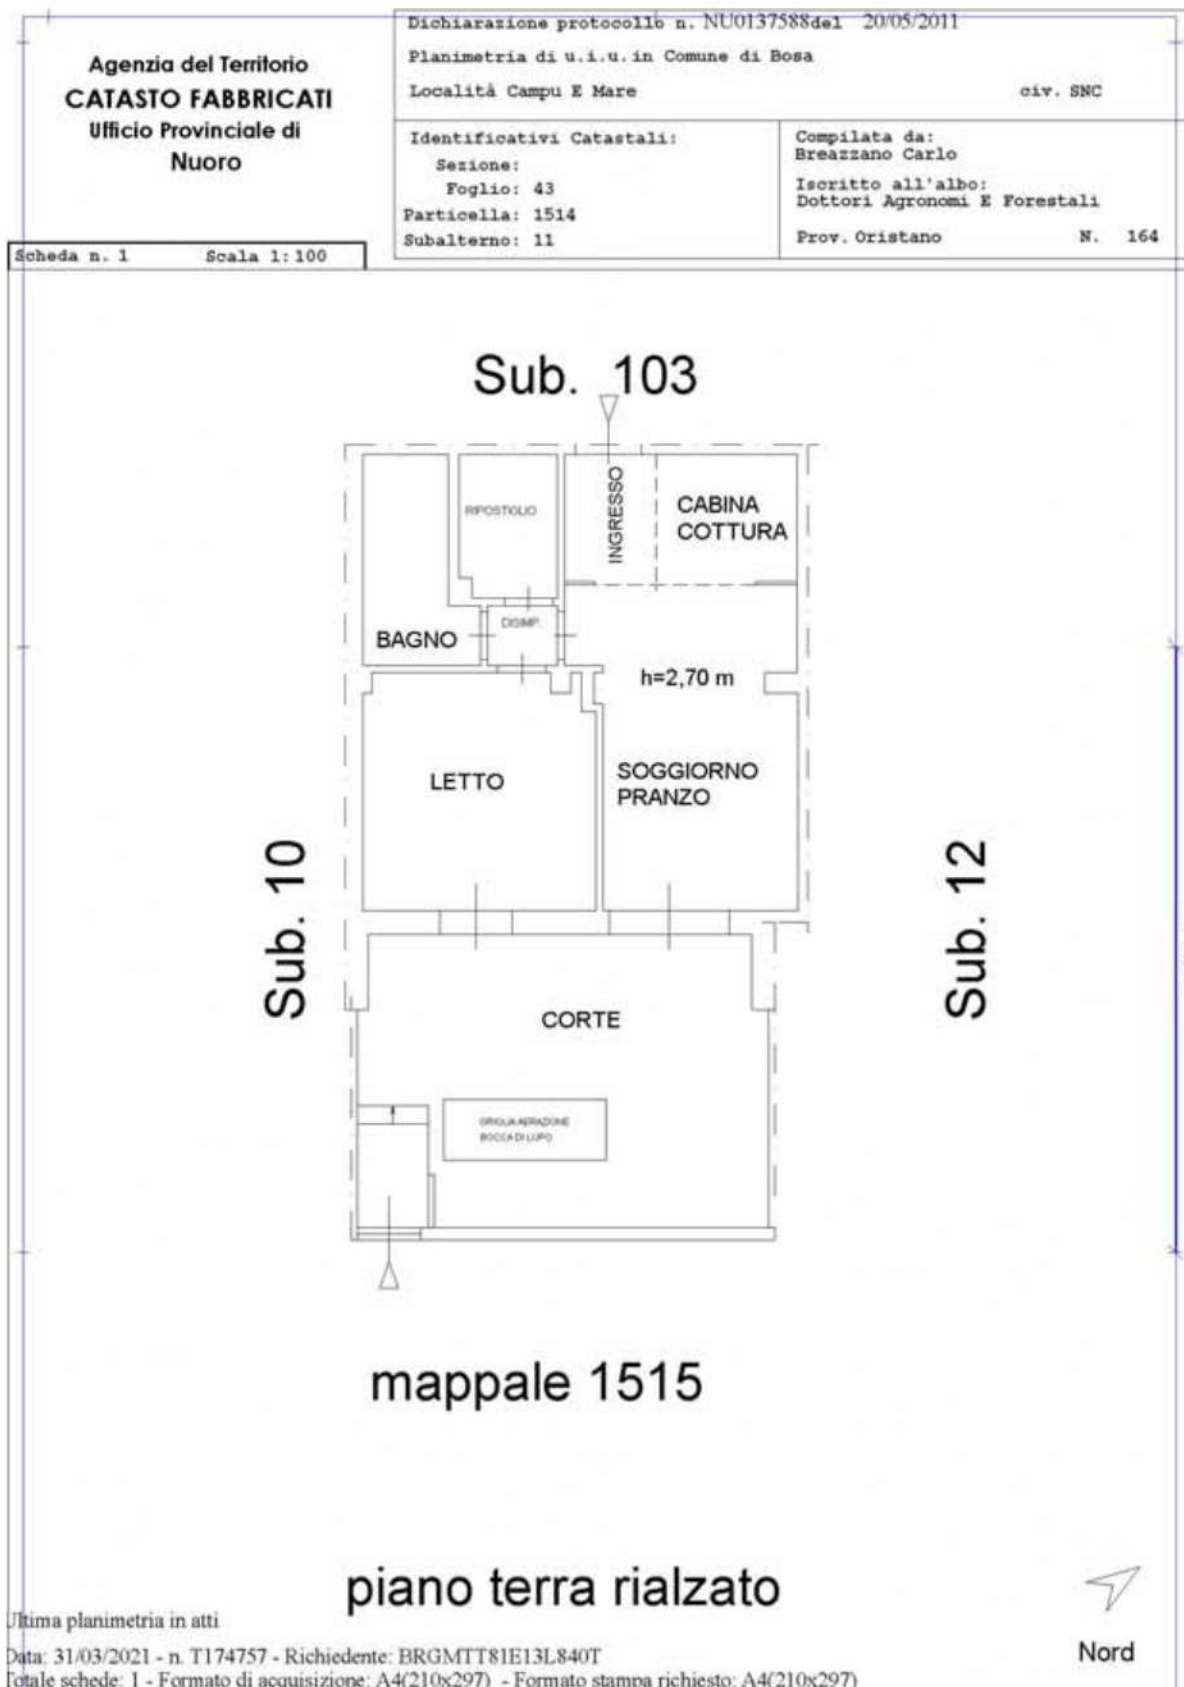 Agenzia del Territorio
CATASTO FABBRICATI
Ufficio Provinciale di
Nuoro
Dichiarazione protocollo n. NU0137588del 20/05/2011
Planimetria di u.i.u. in Comune di Bosa
Località Campu E Mare civ. SNC
Identificativi Catastali:
Sezione:
Foglio: 43
Particella: 1514
Subalterno: 11
Compilata da:
Breazzano Carlo
Iscritto all'albo:
Dottori Agronomi E Forestali
Prov. Oristano N. 164
Scheda n. 1 Scala 1:100
Sub. 103
RIPOSTIGLIO
INGRESSO
CABINA
COTTURA
DISIMP.
BAGNO
h=2,70 m
LETTO
SOGGIORNO
PRANZO
Sub. 10
Sub. 12
CORTE
GRIGLIA AERAZIONE
BOCCA DI LUPO
mappale 1515
piano terra rialzato
Nord
Ultima planimetria in atti
Data: 31/03/2021 - n. T174757 - Richiedente: BRGMTT81E13L840T
Totale schede: 1 - Formato di acquisizione: A4(210x297) - Formato stampa richiesto: A4(210x297)